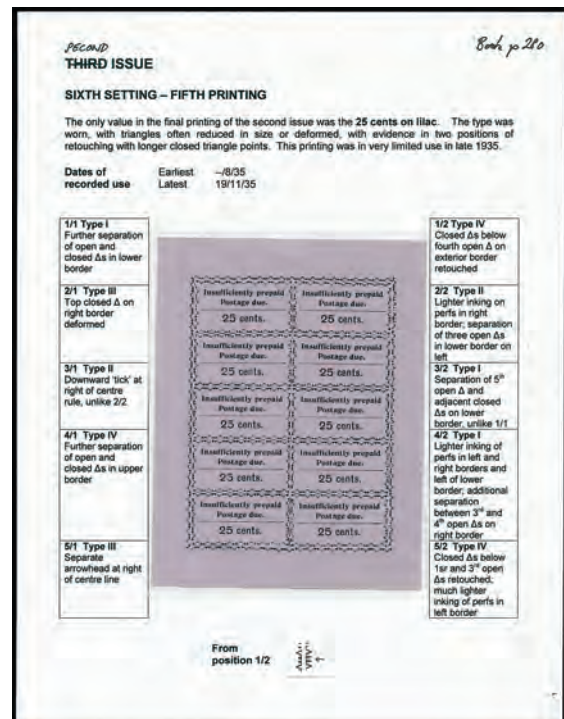 SECOND
Book p 280
THIRD ISSUE
SIXTH SETTING – FIFTH PRINTING
The only value in the final printing of the second issue was the 25 cents on lilac. The type was
worn, with triangles often reduced in size or deformed, with evidence in two positions of
retouching with longer closed triangle points. This printing was in very limited use in late 1935.
Dates of Earliest --/8/35
recorded use Latest 19/11/35
1/1 Type I
Further separation
of open and
closed Δs in lower
border
2/1 Type III
Top closed Δ on
right border
deformed
3/1 Type II
Downward 'tick' at
right of centre
rule, unlike 2/2
4/1 Type IV
Further separation
of open and
closed Δs in upper
border
5/1 Type III
Separate
arrowhead at right
of centre line
Insufficiently prepaid Insufficiently prepaid
Postage due. Postage due.
25 cents. 25 cents.
Insufficiently prepaid Insufficiently prepaid
Postage due. Postage due.
25 cents. 25 cents.
Insufficiently prepaid Insufficiently prepaid
Postage due. Postage due.
25 cents. 25 cents.
Insufficiently prepaid Insufficiently prepaid
Postage due. Postage due.
25 cents. 25 cents.
Insufficiently prepaid Insufficiently prepaid
Postage due. Postage due.
25 cents. 25 cents.
1/2 Type IV
Closed Δs below
fourth open Δ on
exterior border
retouched
2/2 Type II
Lighter inking on
perfs in right
border; separation
of three open Δs
in lower border on
left
3/2 Type I
Separation of 5th
open Δ and
adjacent closed
Δs on lower
border, unlike 1/1
4/2 Type I
Lighter inking of
perfs in left and
right borders and
left of lower
border; additional
separation
between 3rd and
4th open Δs on
right border
5/2 Type IV
Closed Δs below
1sr and 3rd open
Δs retouched;
much lighter
inking of perfs in
left border
From
position 1/2